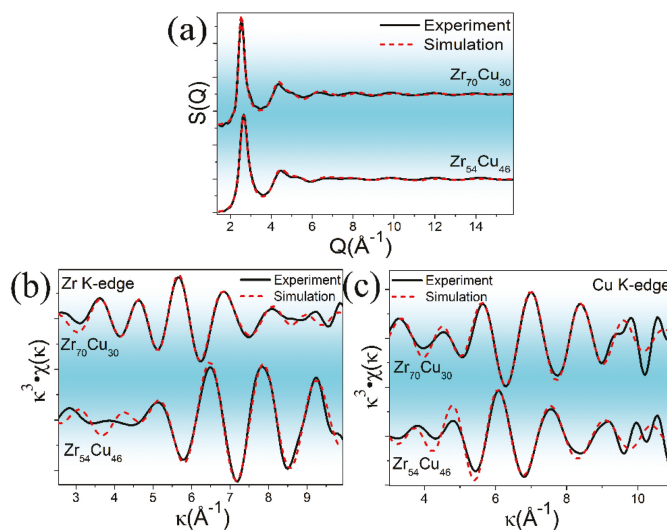 (a)
Experiment
Simulation
Zr70Cu30
Zr54Cu46
S(Q)
2 4 6 8 10 12 14
Q(Å-1)
(b)
Zr K-edge
Experiment
Simulation
Zr70Cu30
Zr54Cu46
κ3•χ(κ)
3 4 5 6 7 8 9
κ(Å-1)
(c)
Experiment
Simulation
Cu K-edge
Zr70Cu30
Zr54Cu46
κ3•χ(κ)
4 6 8 10
κ(Å-1)